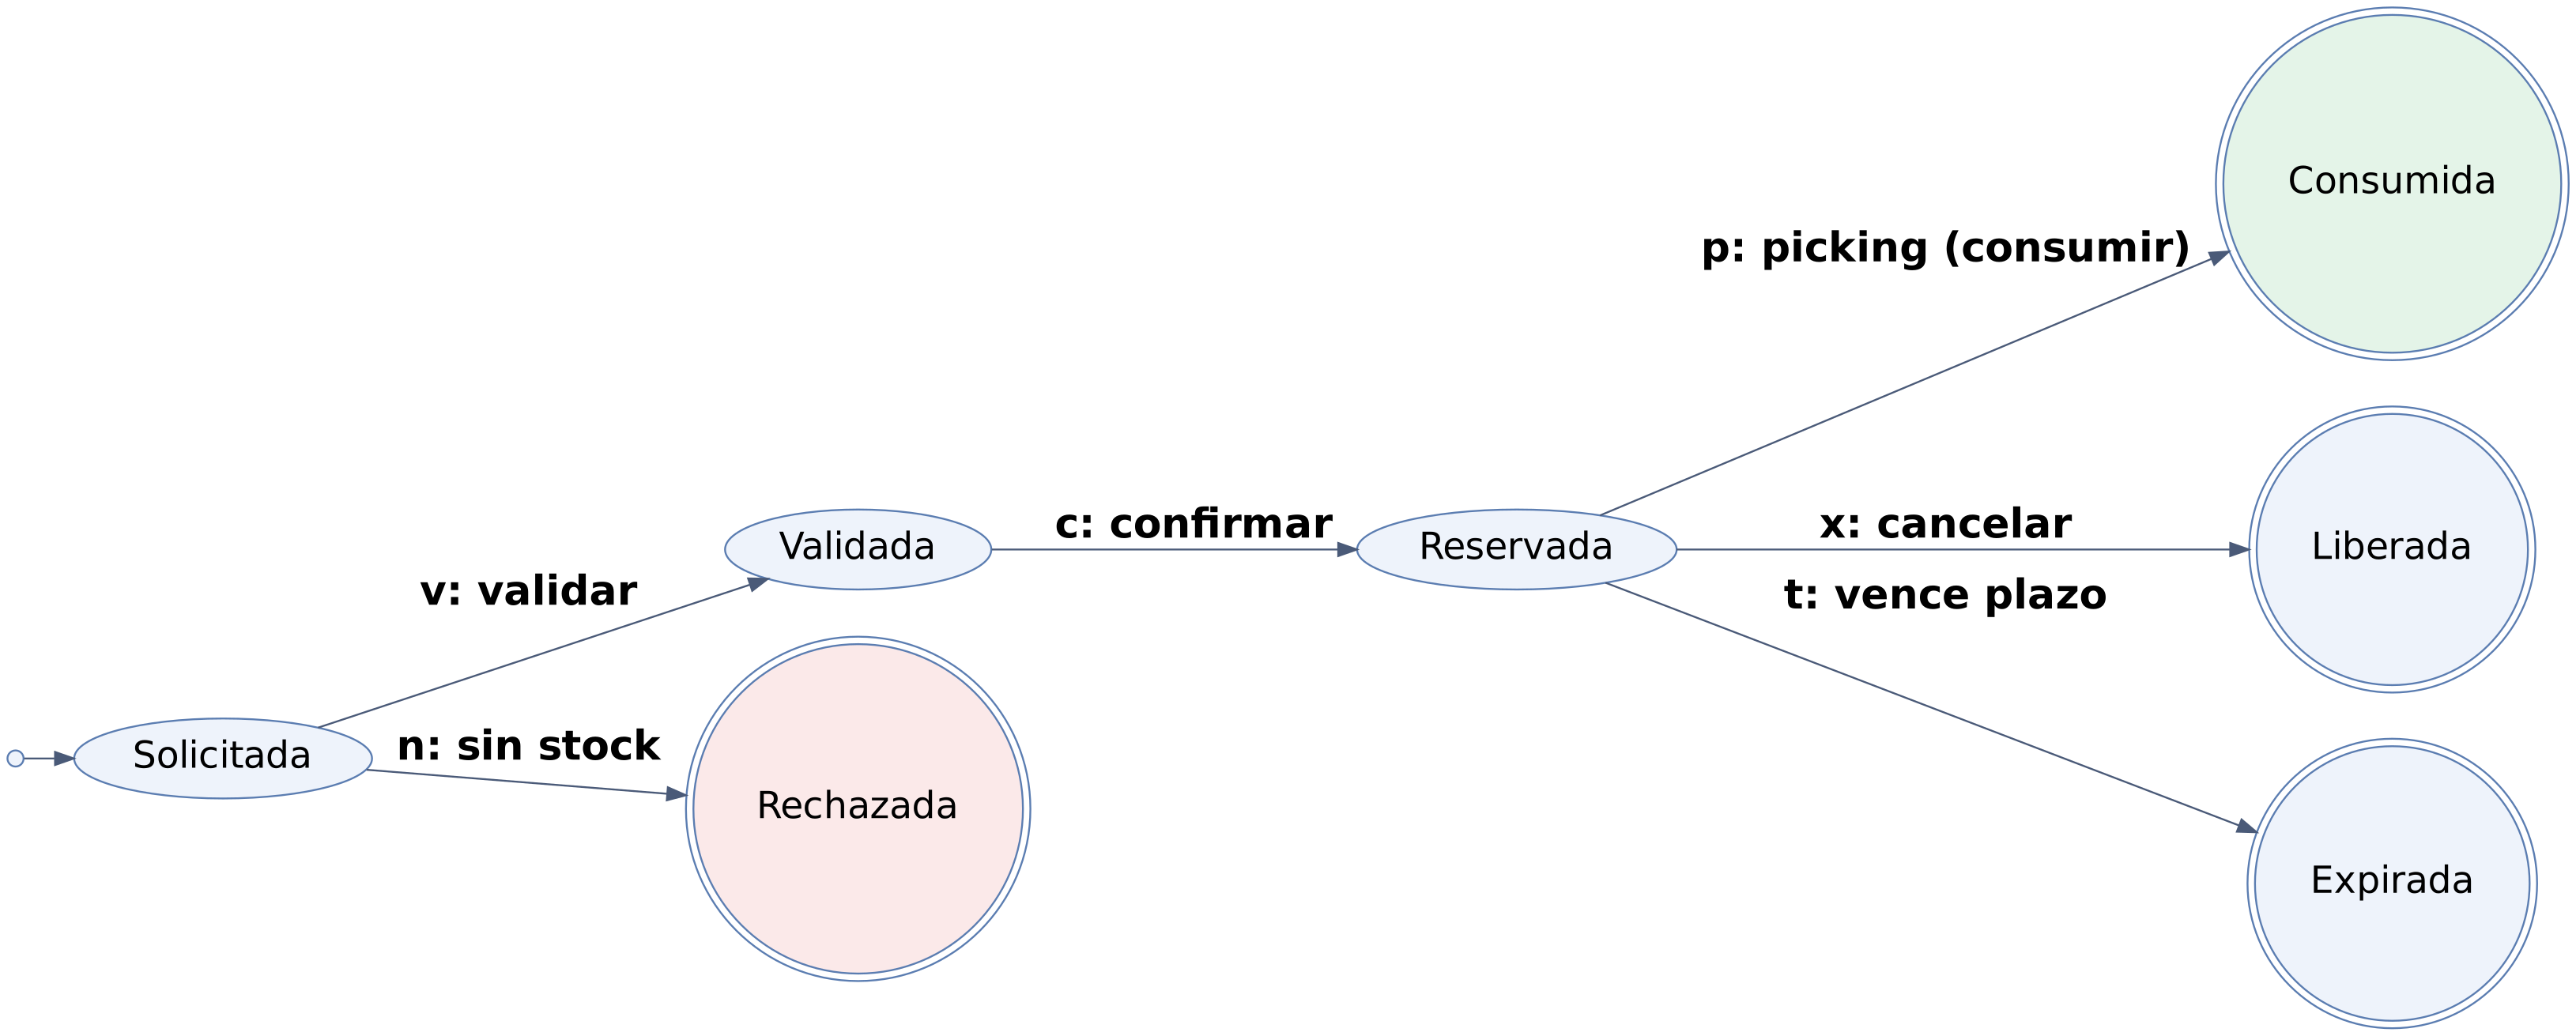 Solicitada
v: validar
n: sin stock
Validada
Rechazada
c: confirmar
Reservada
p: picking (consumir)
x: cancelar
t: vence plazo
Consumida
Liberada
Expirada